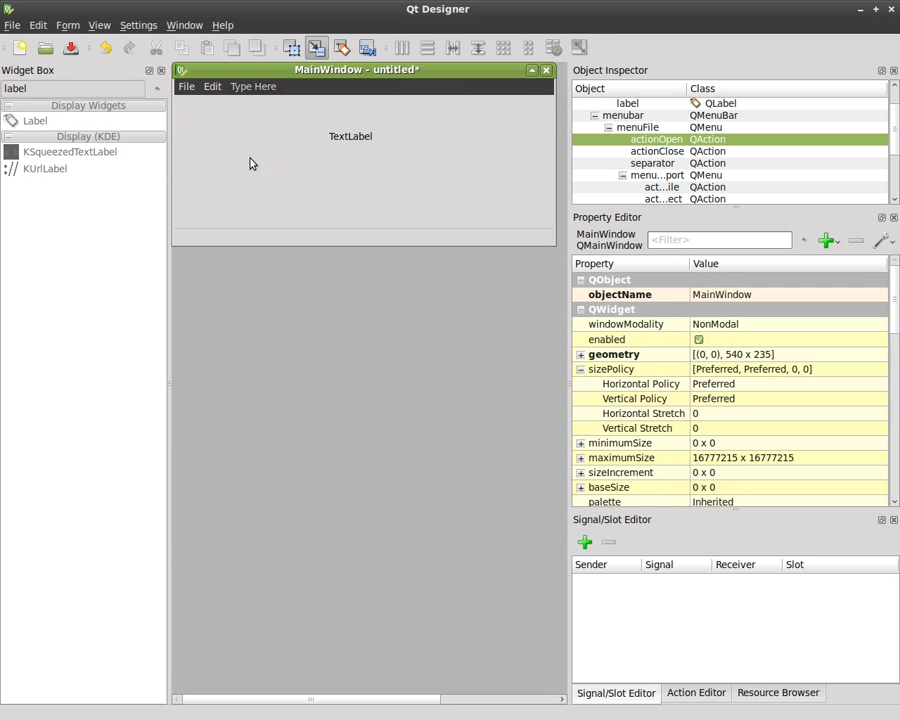 Qt Designer
File Edit Form View Settings Window Help
Widget Box
label
Display Widgets
Label
Display (KDE)
KSqueezedTextLabel
KUrlLabel
MainWindow - untitled*
File Edit Type Here
TextLabel
Object Inspector
Object Class
label QLabel
menubar QMenuBar
menuFile QMenu
actionOpen QAction
actionClose QAction
separator QAction
menu...port QMenu
act...ile QAction
act...ect QAction
Property Editor
MainWindow
QMainWindow
<Filter>
Property Value
QObject
objectName MainWindow
QWidget
windowModality NonModal
enabled
geometry [(0, 0), 540 x 235]
sizePolicy [Preferred, Preferred, 0, 0]
Horizontal Policy Preferred
Vertical Policy Preferred
Horizontal Stretch 0
Vertical Stretch 0
minimumSize 0 x 0
maximumSize 16777215 x 16777215
sizeIncrement 0 x 0
baseSize 0 x 0
palette Inherited
Signal/Slot Editor
Sender Signal Receiver Slot
Signal/Slot Editor Action Editor Resource Browser